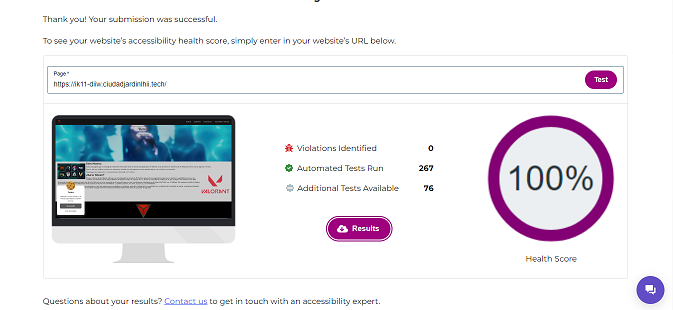 Thank you! Your submission was successful.
To see your website's accessibility health score, simply enter in your website's URL below.
Page*
https://ik11-diiw.ciudadjardinlhii.tech/
Test
Violations Identified 0
Automated Tests Run 267
Additional Tests Available 76
Results
100%
Health Score
VALORANT
Questions about your results? Contact us to get in touch with an accessibility expert.